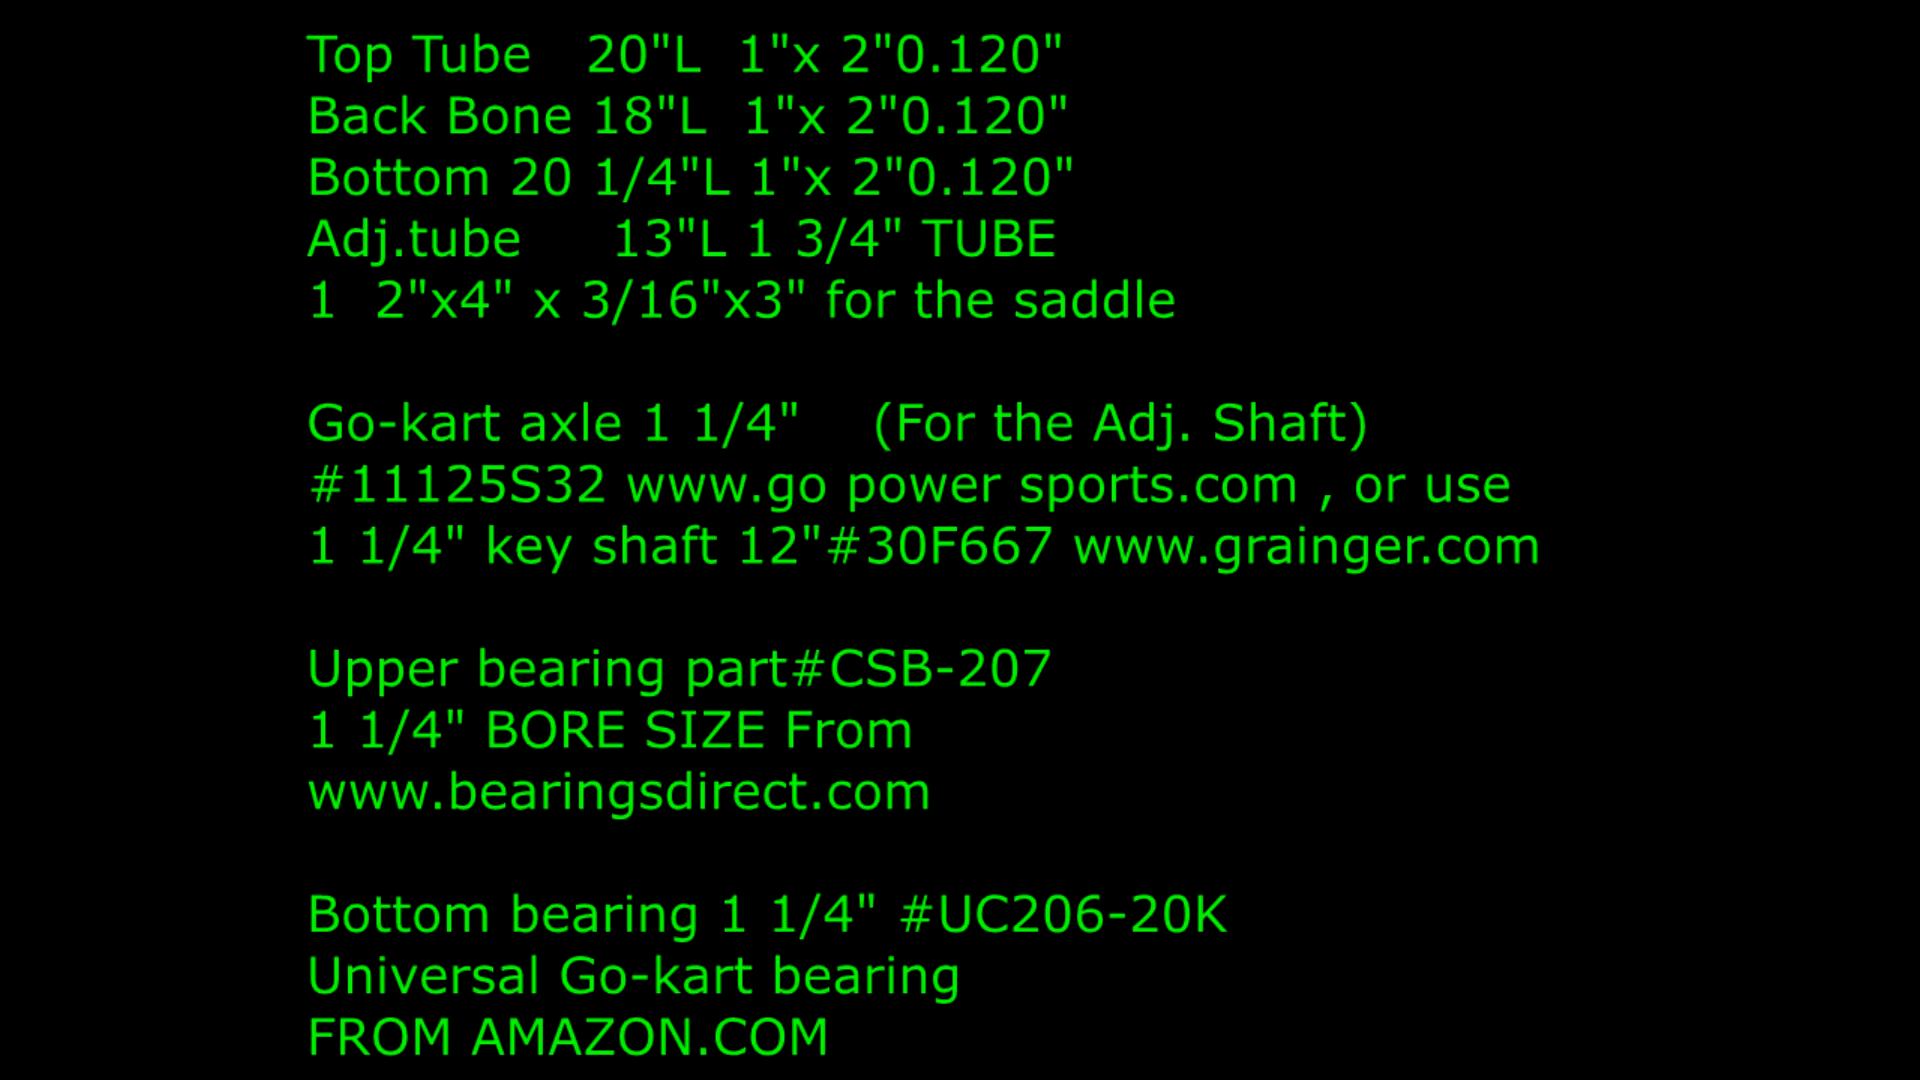 Top Tube 20"L 1"x 2"0.120"
Back Bone 18"L 1"x 2"0.120"
Bottom 20 1/4"L 1"x 2"0.120"
Adj.tube 13"L 1 3/4" TUBE
1 2"x4" x 3/16"x3" for the saddle
Go-kart axle 1 1/4" (For the Adj. Shaft)
#11125S32 www.go power sports.com , or use
1 1/4" key shaft 12"#30F667 www.grainger.com
Upper bearing part#CSB-207
1 1/4" BORE SIZE From
www.bearingsdirect.com
Bottom bearing 1 1/4" #UC206-20K
Universal Go-kart bearing
FROM AMAZON.COM